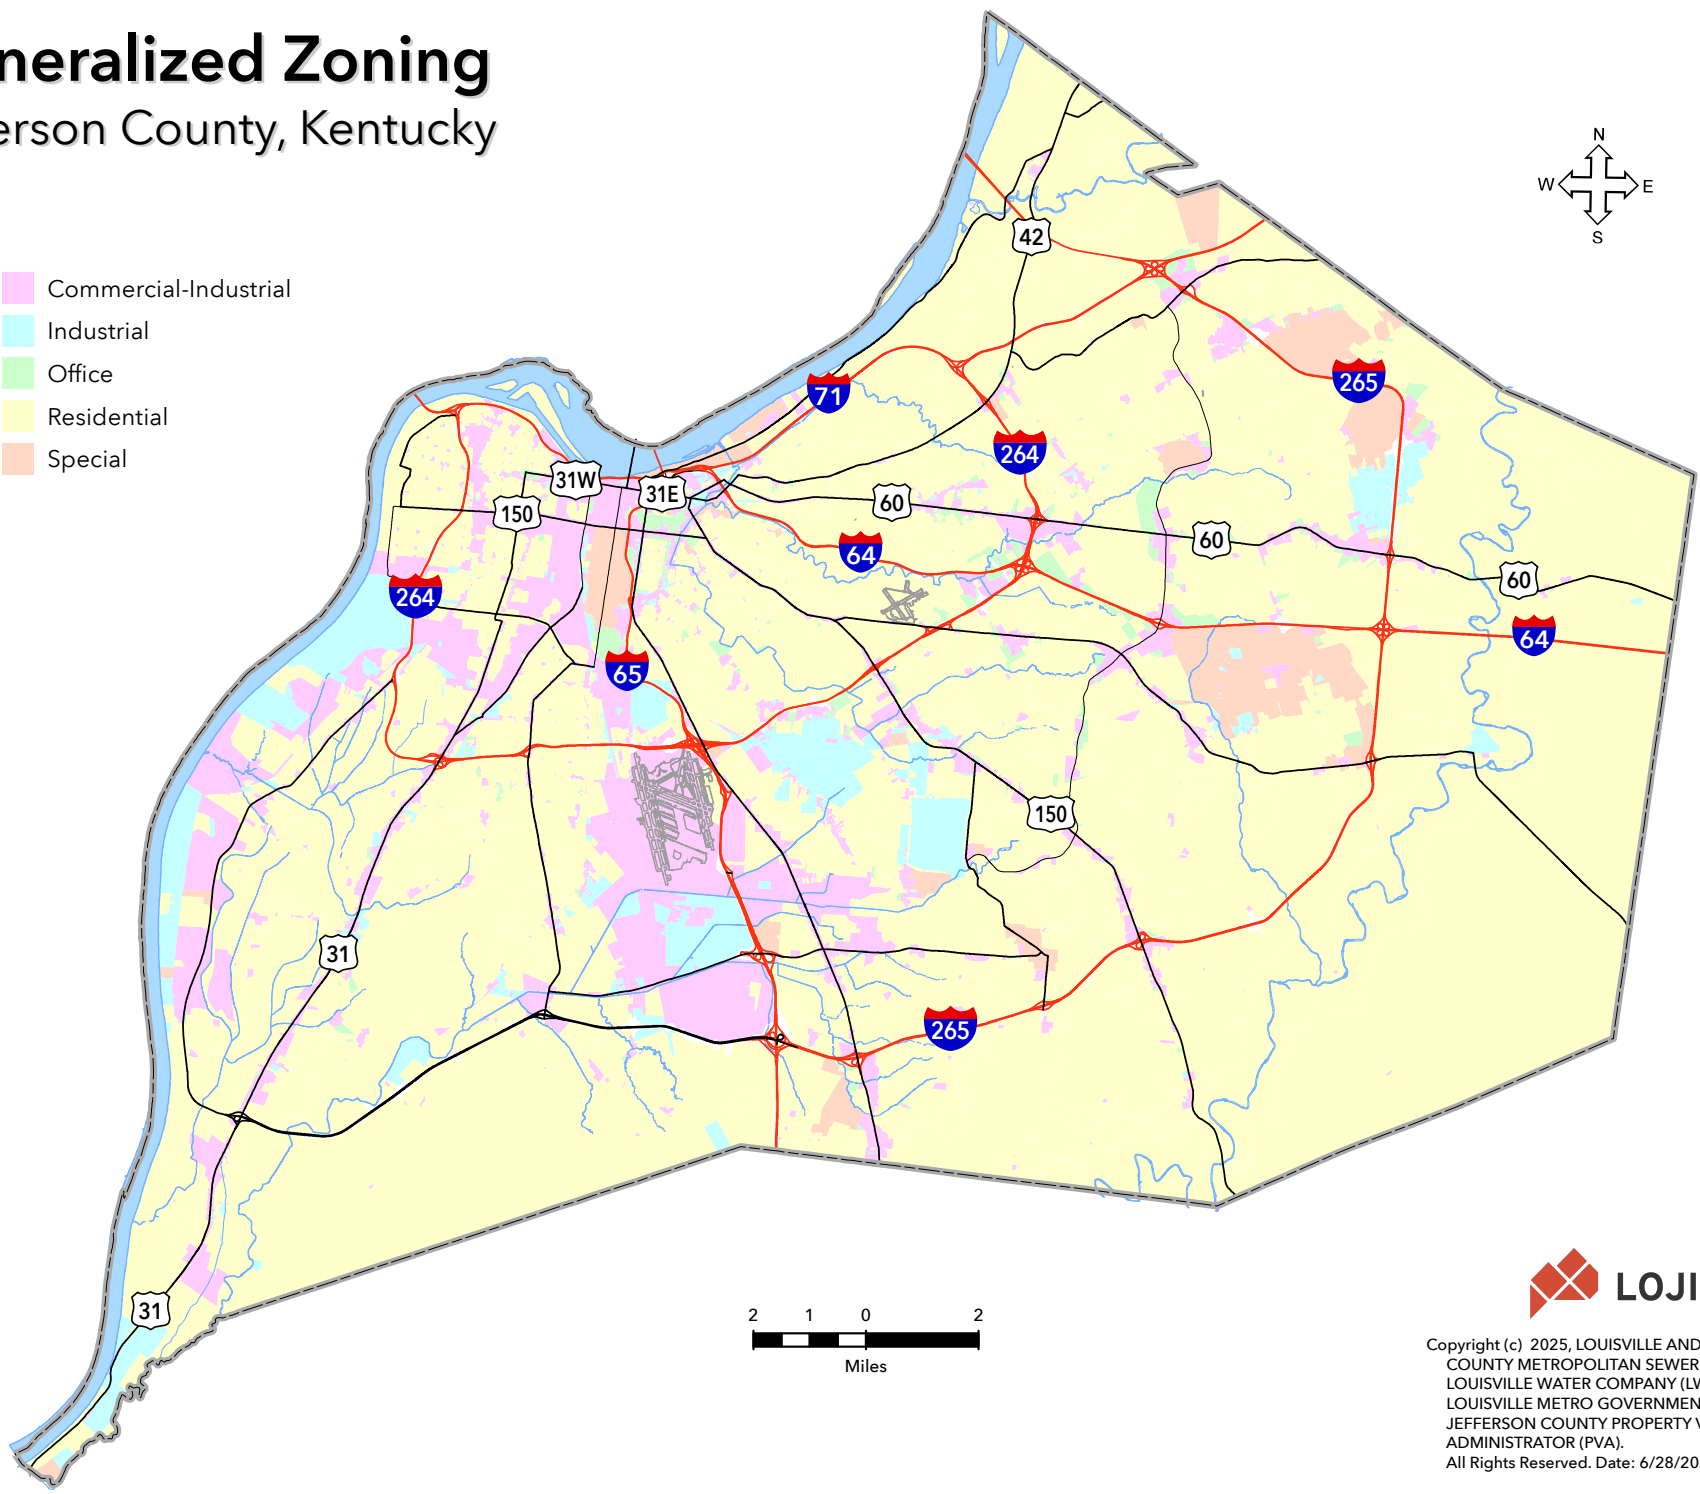 neralized Zoning
erson County, Kentucky
N
W E
S
42
Commercial-Industrial
Industrial
Office
Residential
Special
71
265
264
31W
31E
150
60
64
60
60
264
64
65
150
31
265
31
2 1 0 2
Miles
LOJI
Copyright (c) 2025, LOUISVILLE AND
COUNTY METROPOLITAN SEWER
LOUISVILLE WATER COMPANY (LW
LOUISVILLE METRO GOVERNMEN
JEFFERSON COUNTY PROPERTY V
ADMINISTRATOR (PVA).
All Rights Reserved. Date: 6/28/20